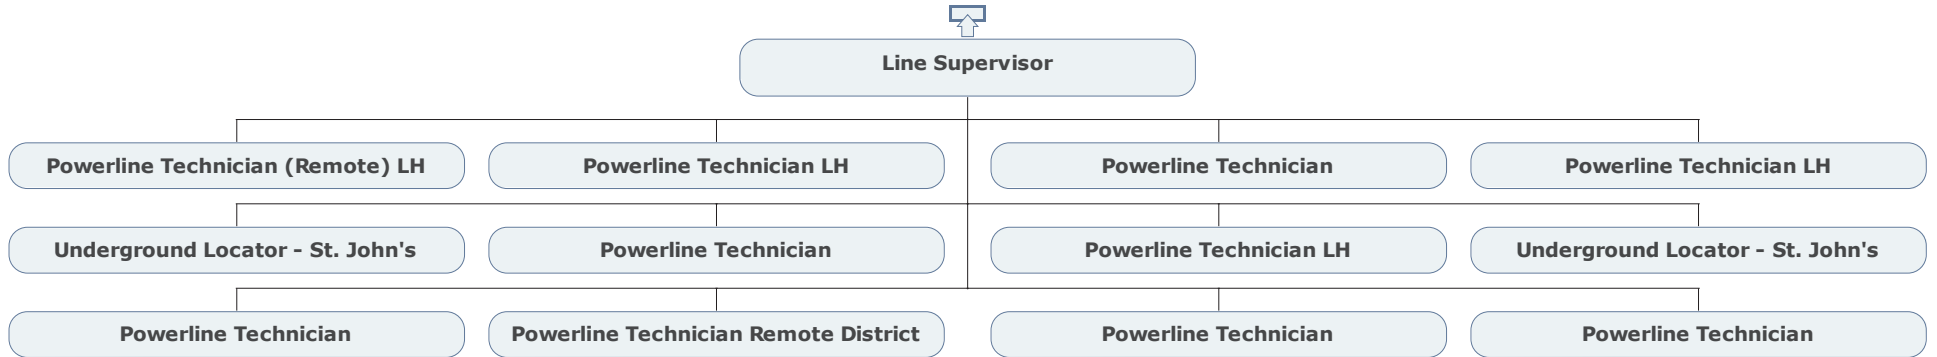 Line Supervisor
Powerline Technician (Remote) LH
Powerline Technician LH
Powerline Technician
Powerline Technician LH
Underground Locator - St. John's
Powerline Technician
Powerline Technician LH
Underground Locator - St. John's
Powerline Technician
Powerline Technician Remote District
Powerline Technician
Powerline Technician